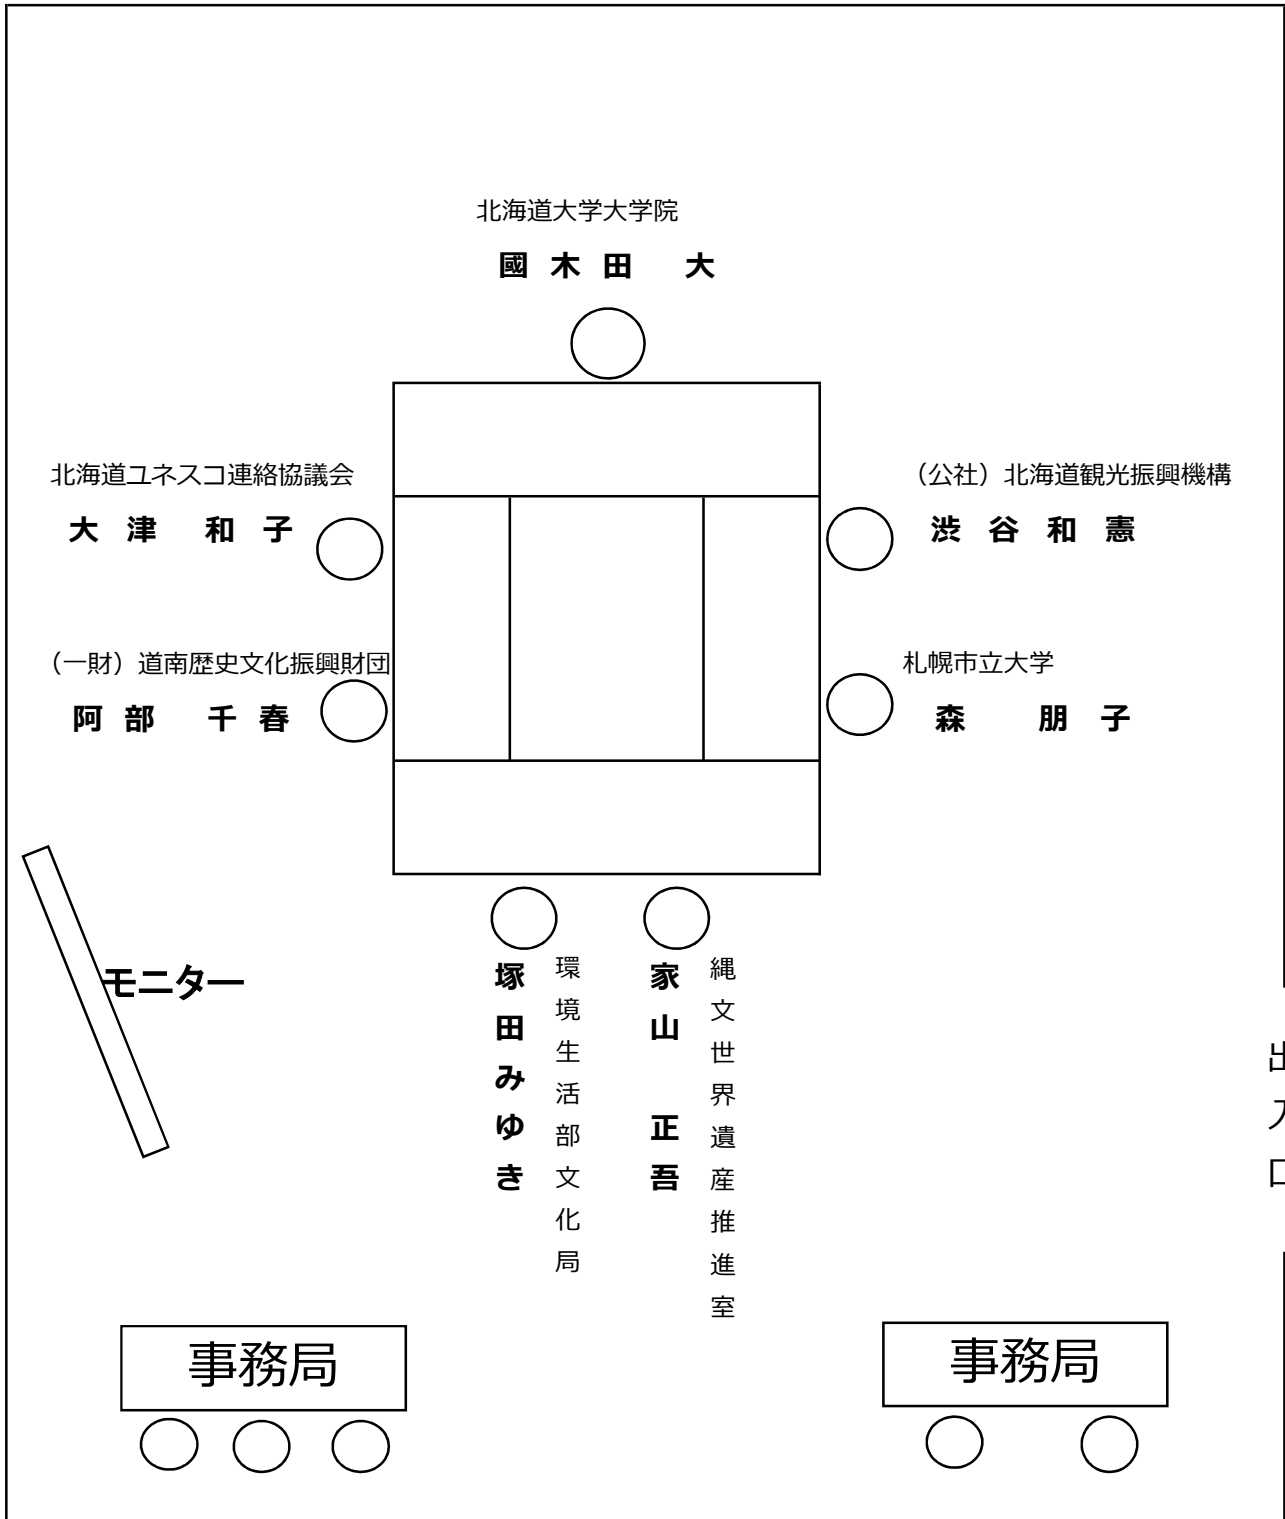 北海道大学大学院
國木田　大
北海道ユネスコ連絡協議会
大津　和子
（公社）北海道観光振興機構
渋谷和憲
（一財）道南歴史文化振興財団
阿部　千春
札幌市立大学
森　朋子
モニター
環境生活部文化局
塚田みゆき
縄文世界遺産推進室
家山　正吾
出入口
事務局
事務局